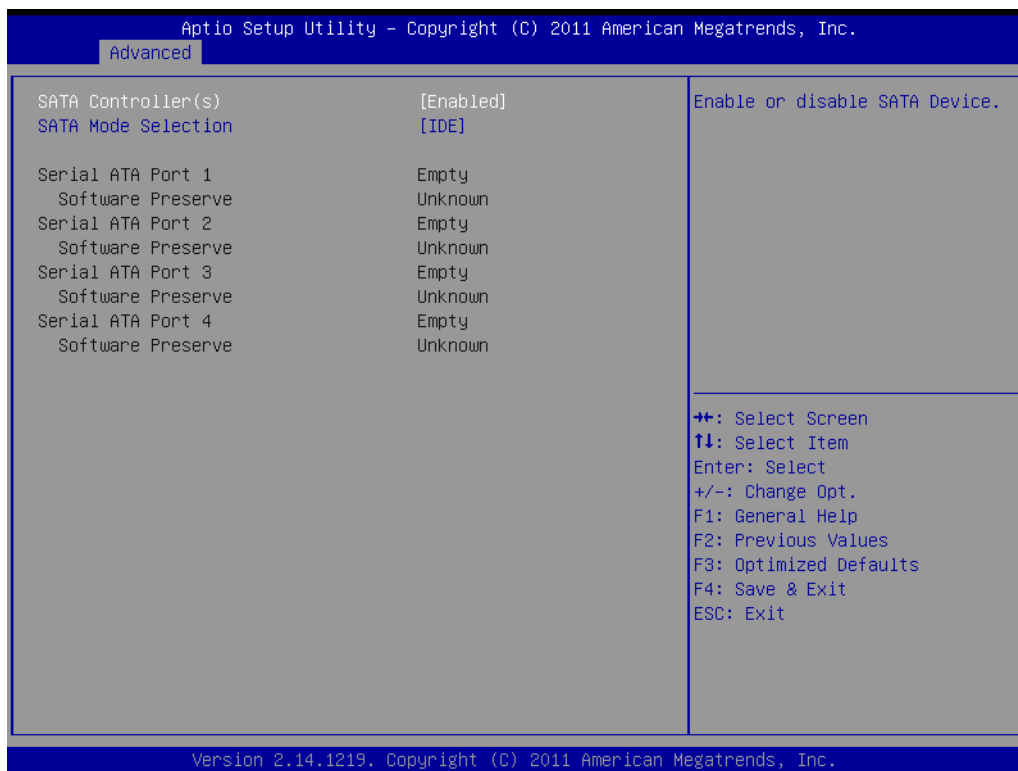 Aptio Setup Utility – Copyright (C) 2011 American Megatrends, Inc.
Advanced
SATA Controller(s) [Enabled]
SATA Mode Selection [IDE]
Serial ATA Port 1 Empty
Software Preserve Unknown
Serial ATA Port 2 Empty
Software Preserve Unknown
Serial ATA Port 3 Empty
Software Preserve Unknown
Serial ATA Port 4 Empty
Software Preserve Unknown
Enable or disable SATA Device.
→←: Select Screen
↑↓: Select Item
Enter: Select
+/-: Change Opt.
F1: General Help
F2: Previous Values
F3: Optimized Defaults
F4: Save & Exit
ESC: Exit
Version 2.14.1219. Copyright (C) 2011 American Megatrends, Inc.